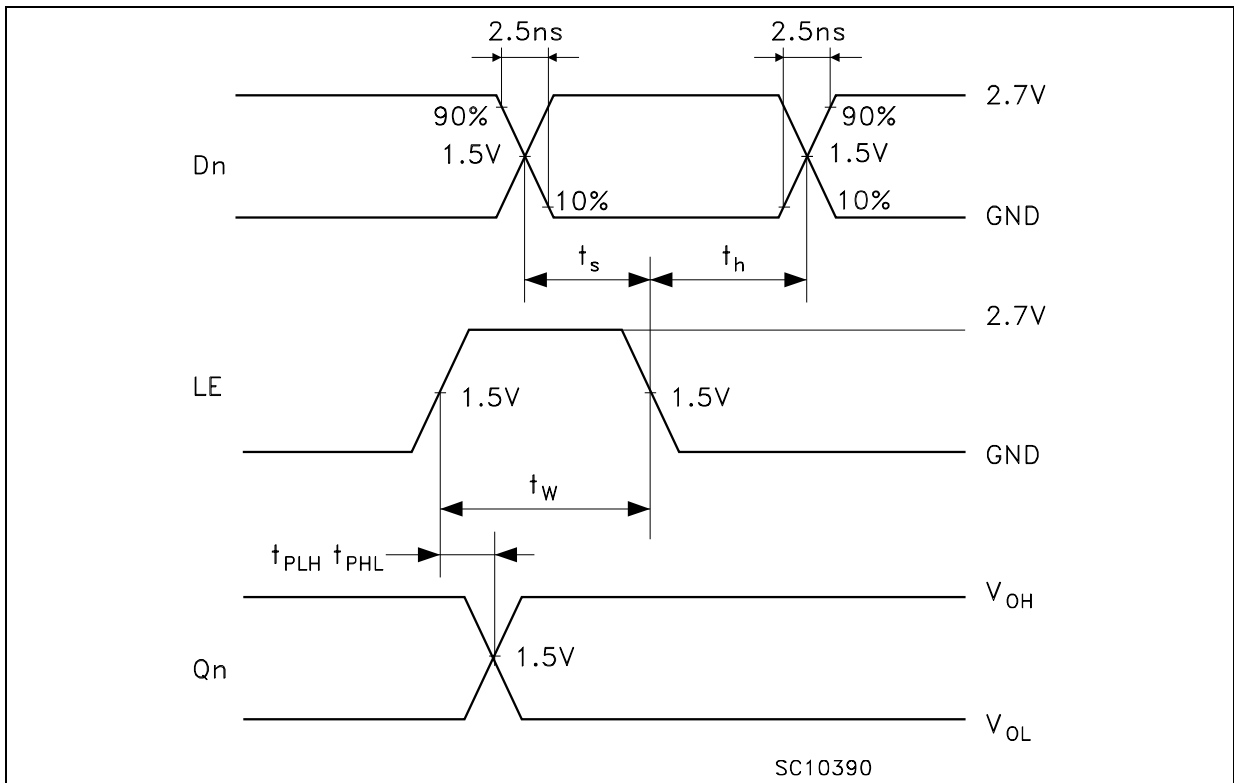 2.5ns 2.5ns
2.7V
90% 90%
Dn 1.5V 1.5V
10% 10%
GND
ts th
2.7V
LE 1.5V 1.5V
GND
tW
tPLH tPHL
VOH
Qn 1.5V
VOL
SC10390